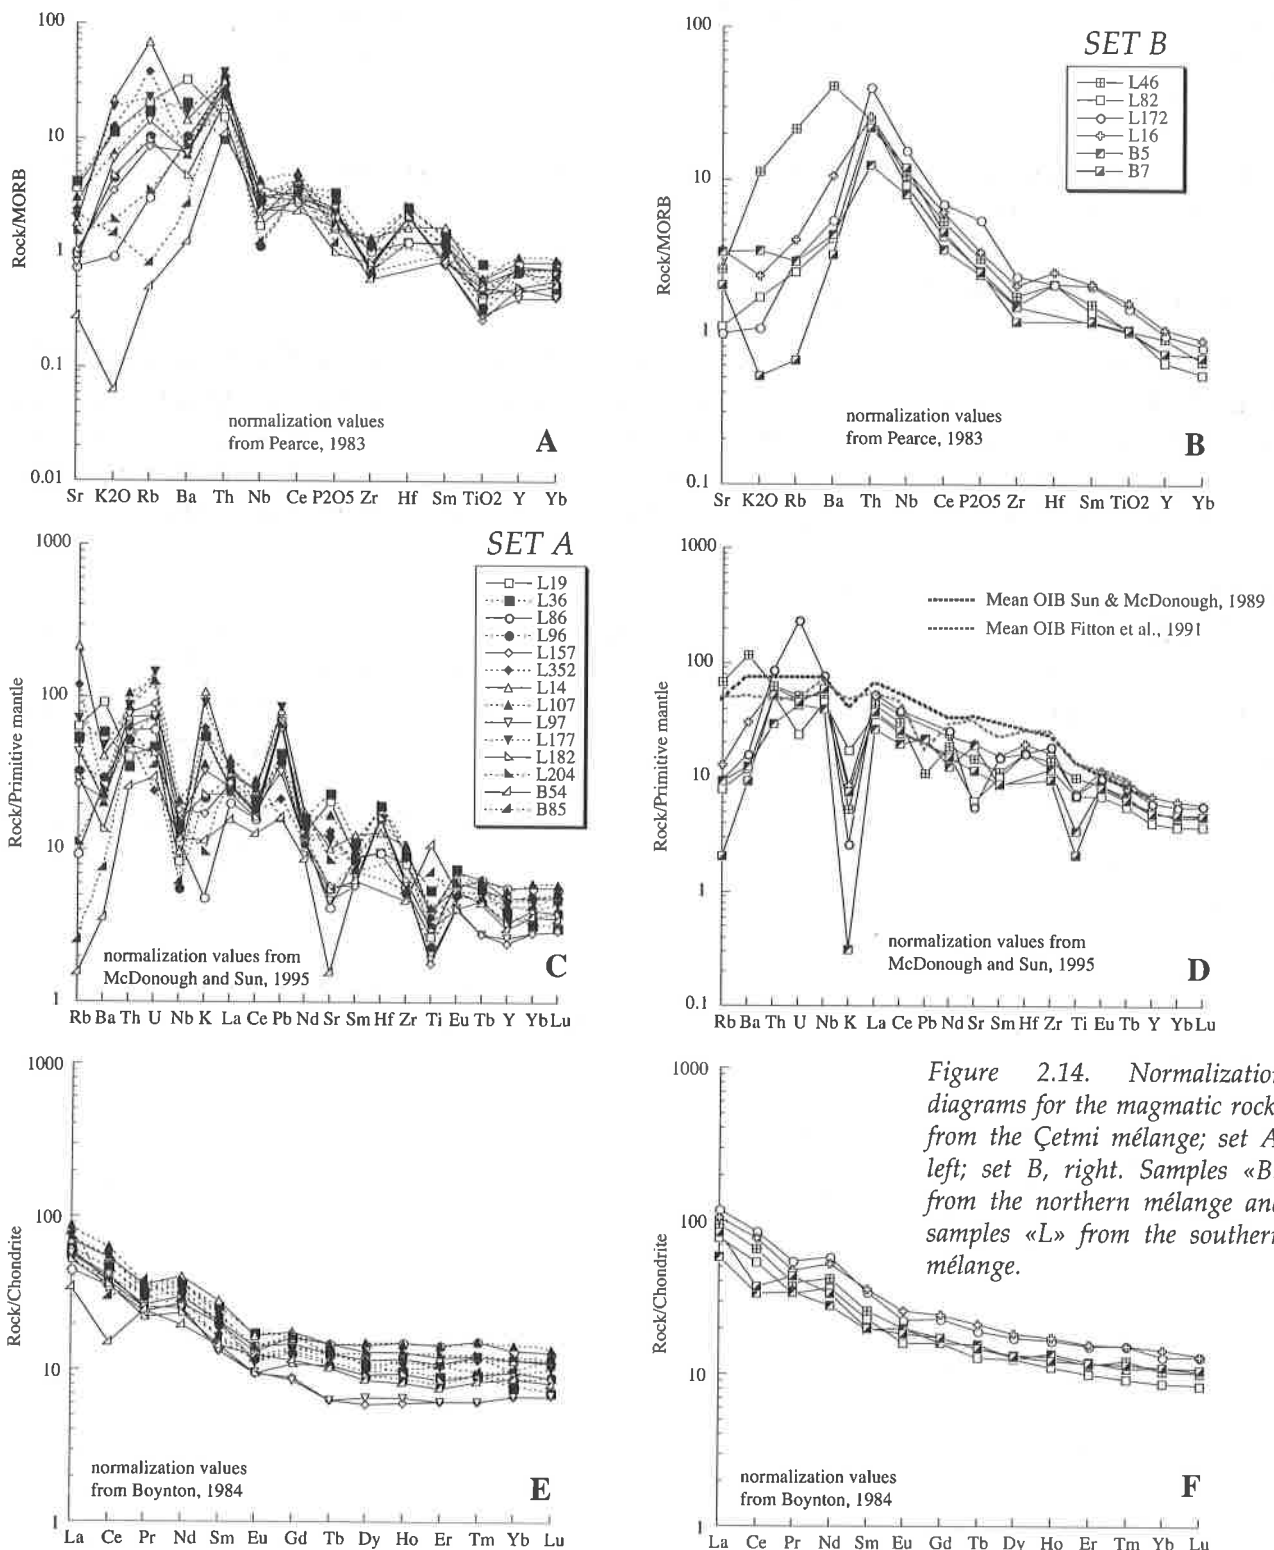 100
10
1
0.1
0.01
Rock/MORB
normalization values
from Pearce, 1983
A
Sr K2O Rb Ba Th Nb Ce P2O5 Zr Hf Sm TiO2 Y Yb
SET B
L46
L82
L172
L16
B5
B7
100
10
1
0.1
Rock/MORB
normalization values
from Pearce, 1983
B
Sr K2O Rb Ba Th Nb Ce P2O5 Zr Hf Sm TiO2 Y Yb
SET A
L19
L36
L86
L96
L157
L352
L14
L107
L97
L177
L182
L204
B54
B85
1000
100
10
1
Rock/Primitive mantle
normalization values from
McDonough and Sun, 1995
C
Rb Ba Th U Nb K La Ce Pb Nd Sr Sm Hf Zr Ti Eu Tb Y Yb Lu
1000
100
10
1
0.1
Rock/Primitive mantle
Mean OIB Sun & McDonough, 1989
Mean OIB Fitton et al., 1991
normalization values from
McDonough and Sun, 1995
D
Rb Ba Th U Nb K La Ce Pb Nd Sr Sm Hf Zr Ti Eu Tb Y Yb Lu
1000
100
10
1
Rock/Chondrite
normalization values
from Boynton, 1984
E
La Ce Pr Nd Sm Eu Gd Tb Dy Ho Er Tm Yb Lu
1000
100
10
1
Rock/Chondrite
normalization values
from Boynton, 1984
F
La Ce Pr Nd Sm Eu Gd Tb Dy Ho Er Tm Yb Lu
Figure 2.14. Normalization
diagrams for the magmatic rock
from the Çetmi mélange; set A
left; set B, right. Samples «B
from the northern mélange and
samples «L» from the southern
mélange.